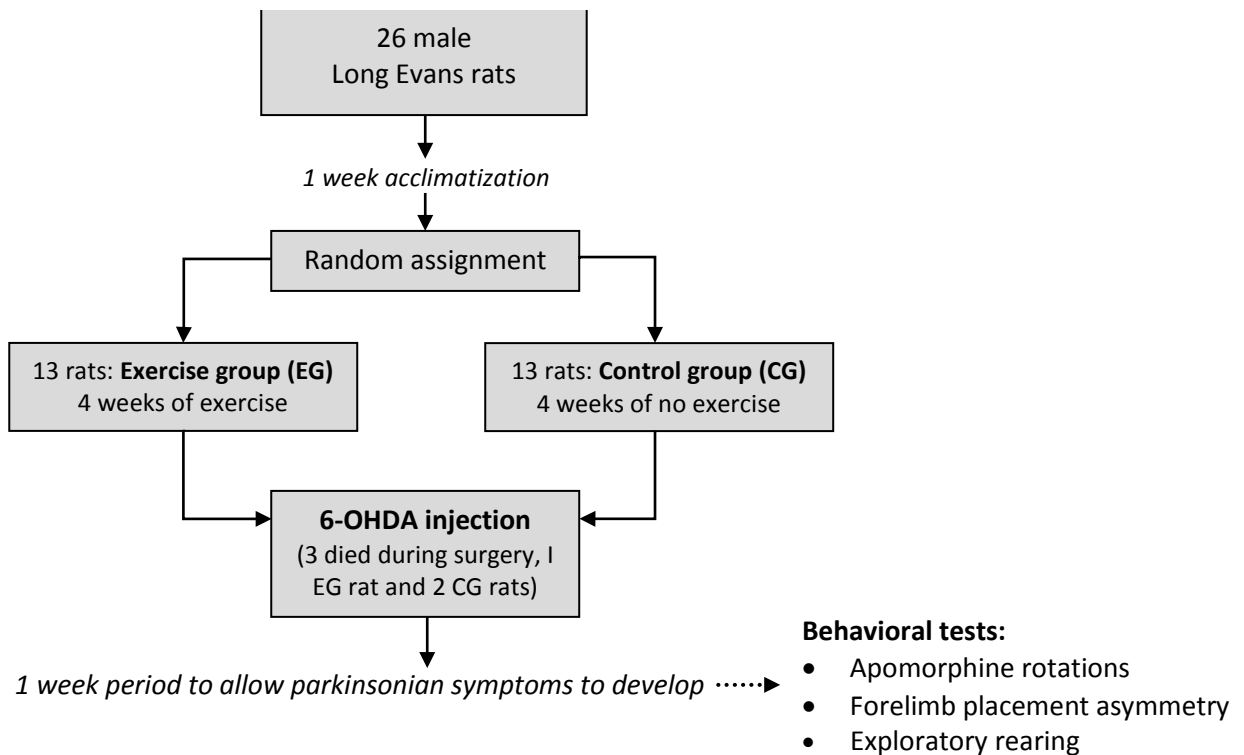 26 male
Long Evans rats
1 week acclimatization
Random assignment
13 rats: Exercise group (EG)
4 weeks of exercise
13 rats: Control group (CG)
4 weeks of no exercise
6-OHDA injection
(3 died during surgery, I
EG rat and 2 CG rats)
1 week period to allow parkinsonian symptoms to develop
Behavioral tests:
• Apomorphine rotations
• Forelimb placement asymmetry
• Exploratory rearing